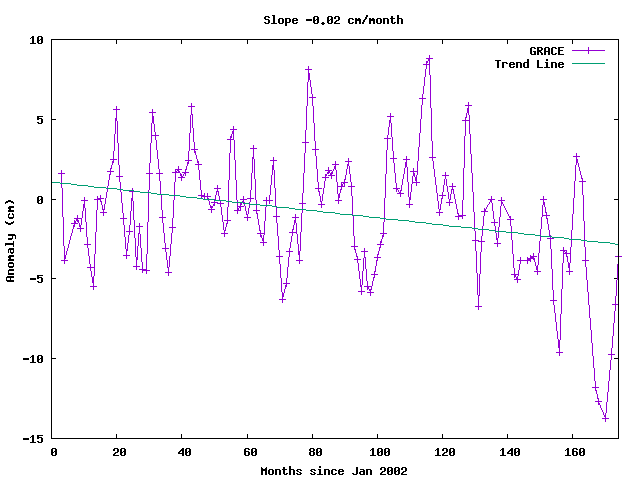 Slope -0.02 cm/month
GRACE
Trend Line
10
5
0
-5
-10
-15
Anomaly (cm)
0 20 40 60 80 100 120 140 160
Months since Jan 2002